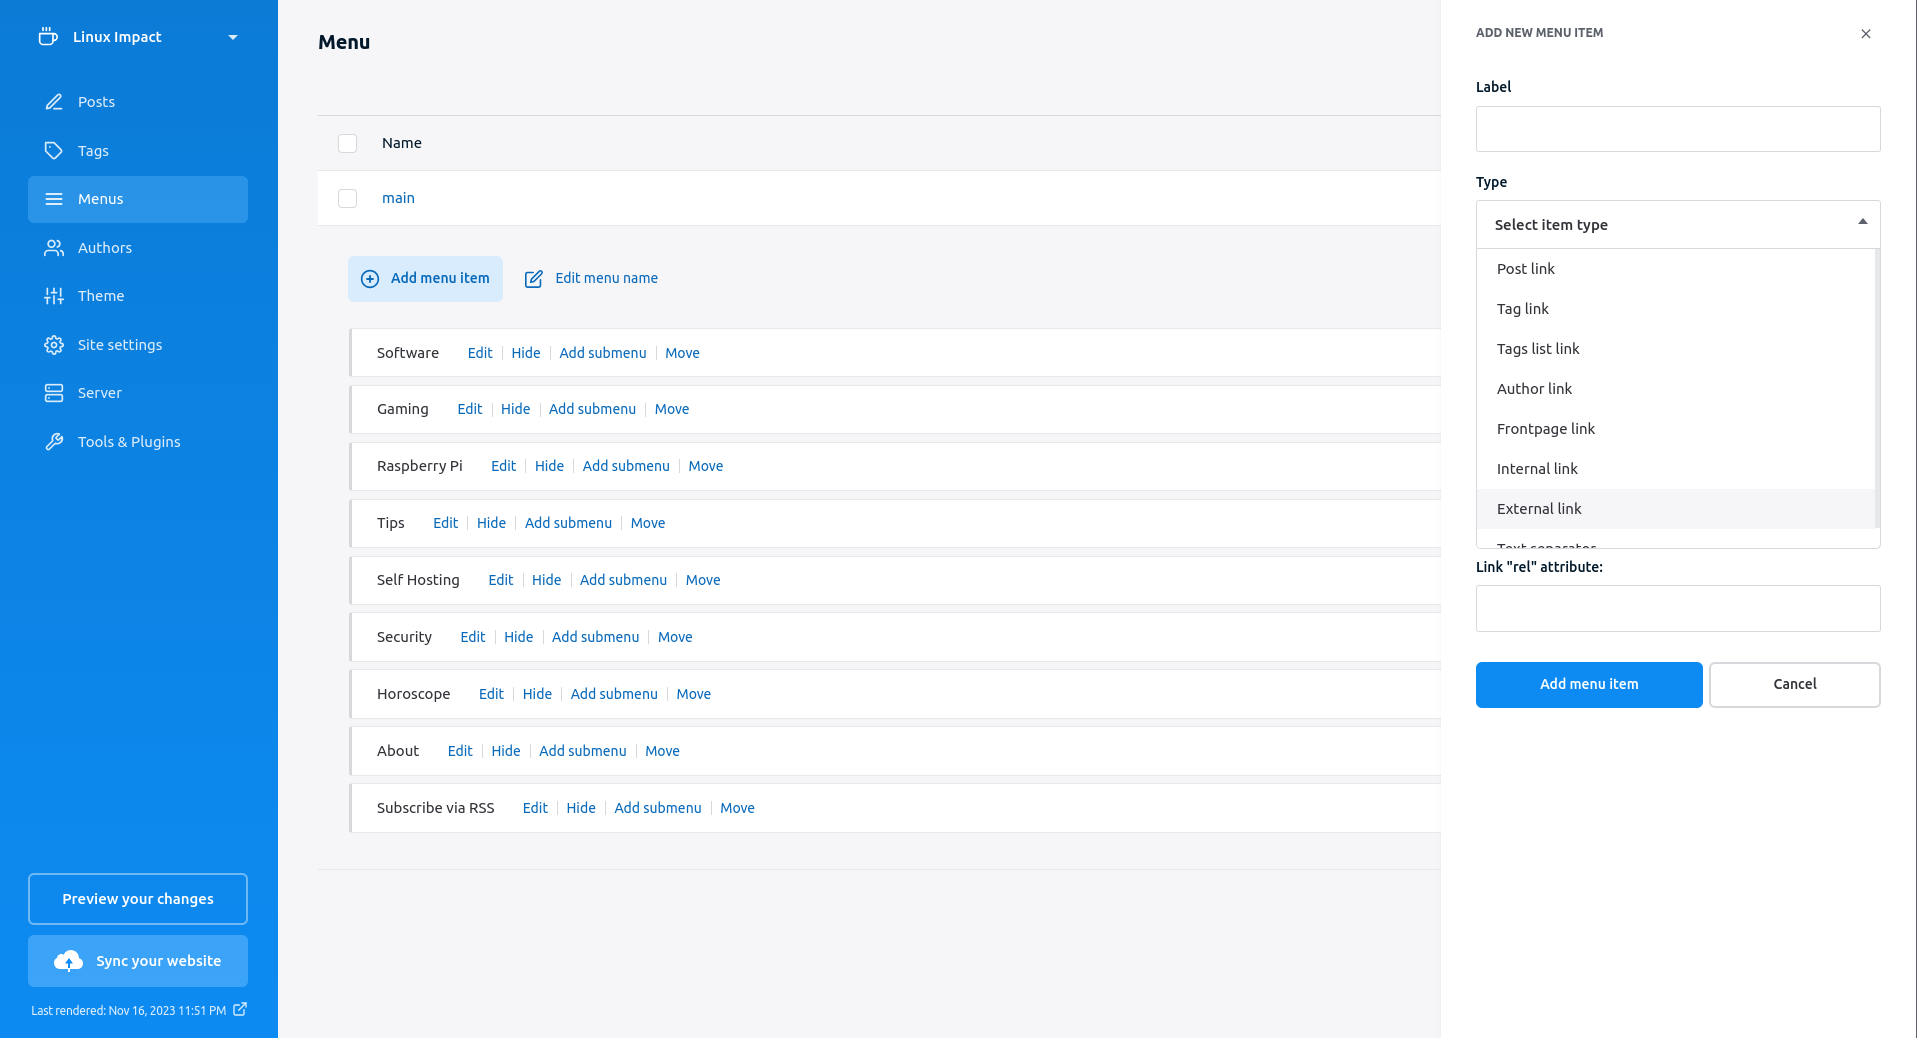 Linux Impact
Posts
Tags
Menus
Authors
Theme
Site settings
Server
Tools & Plugins
Preview your changes
Sync your website
Last rendered: Nov 16, 2023 11:51 PM
Menu
Name
main
Add menu item Edit menu name
Software Edit Hide Add submenu Move
Gaming Edit Hide Add submenu Move
Raspberry Pi Edit Hide Add submenu Move
Tips Edit Hide Add submenu Move
Self Hosting Edit Hide Add submenu Move
Security Edit Hide Add submenu Move
Horoscope Edit Hide Add submenu Move
About Edit Hide Add submenu Move
Subscribe via RSS Edit Hide Add submenu Move
ADD NEW MENU ITEM
Label
Type
Select item type
Post link
Tag link
Tags list link
Author link
Frontpage link
Internal link
External link
Text separator
Link "rel" attribute:
Add menu item Cancel